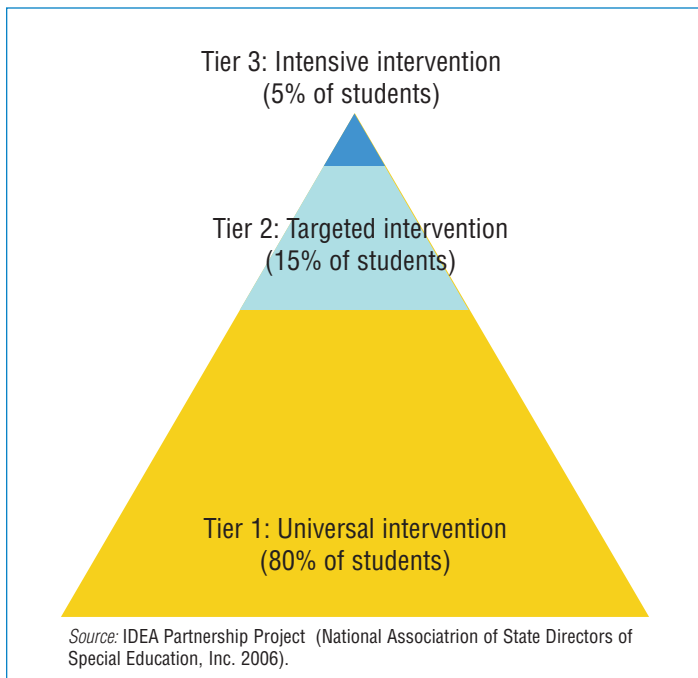 Tier 3: Intensive intervention
(5% of students)
Tier 2: Targeted intervention
(15% of students)
Tier 1: Universal intervention
(80% of students)
Source: IDEA Partnership Project (National Associatrion of State Directors of
Special Education, Inc. 2006).